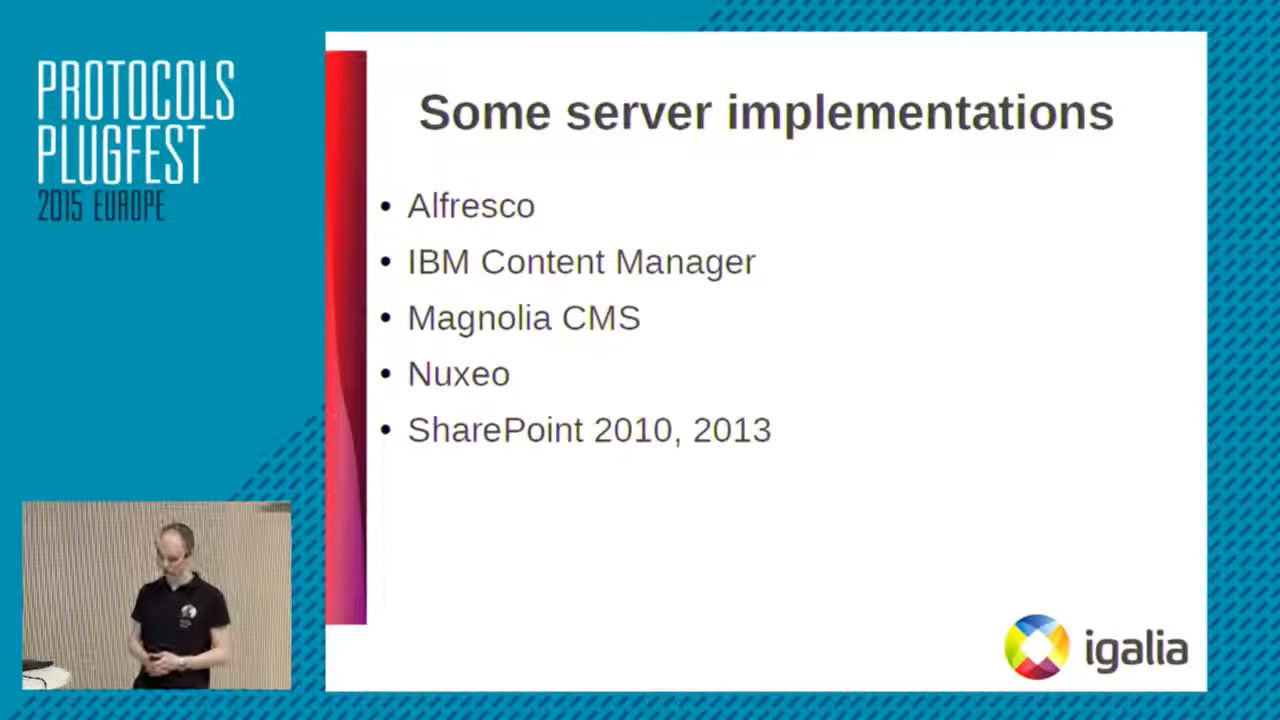 PROTOCOLS
PLUGFEST
2015 EUROPE
Some server implementations
• Alfresco
• IBM Content Manager
• Magnolia CMS
• Nuxeo
• SharePoint 2010, 2013
igalia